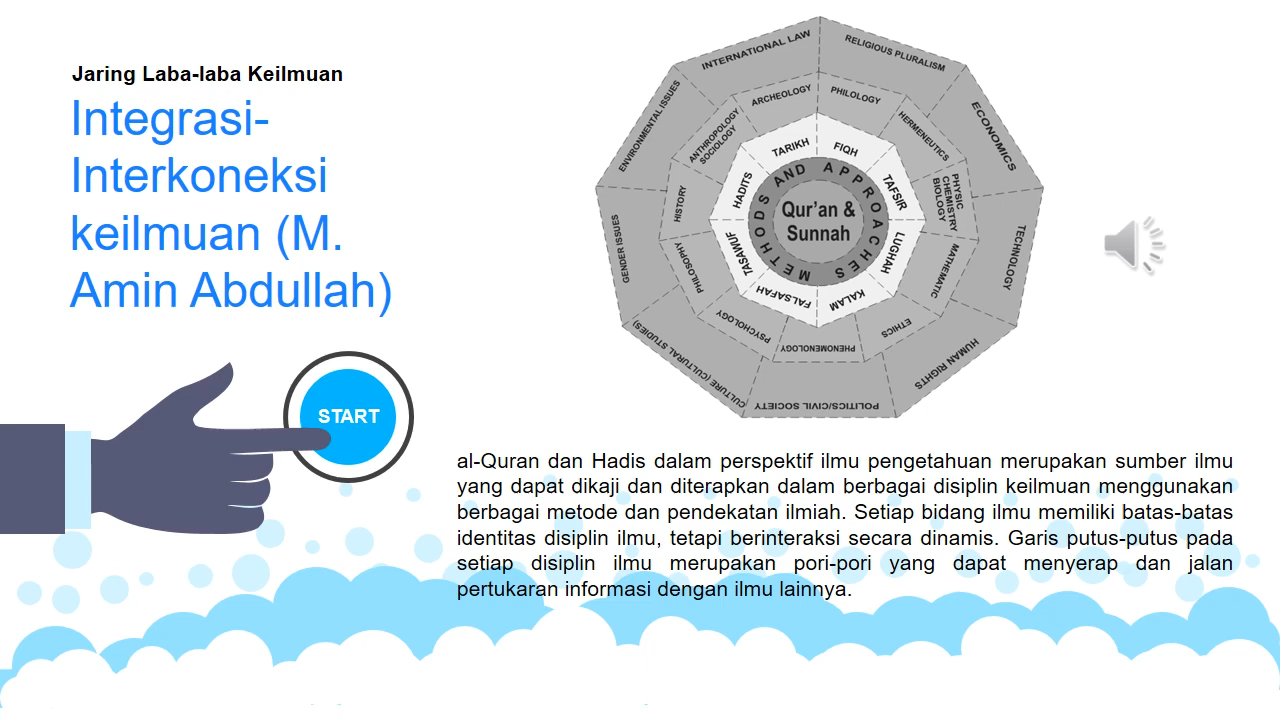 Jaring Laba-laba Keilmuan
Integrasi-
Interkoneksi
keilmuan (M.
Amin Abdullah)
START
INTERNATIONAL LAW
RELIGIOUS PLURALISM
ECONOMICS
TECHNOLOGY
HUMAN RIGHTS
POLITICS/CIVIL SOCIETY
CULTURE (CULTURAL STUDIES)
GENDER ISSUES
ENVIRONMENTAL ISSUES
ARCHEOLOGY
PHILOLOGY
HERMENEUTICS
PHYSIC
CHEMISTRY
BIOLOGY
MATHEMATIC
ETHICS
PHENOMENOLOGY
PSYCHOLOGY
PHILOSOPHY
HISTORY
ANTHROPOLOGY
SOCIOLOGY
TARIKH
FIQH
TAFSIR
LUGHAH
KALAM
FALSAFAH
TASAWUF
HADITS
METHODS AND APPROACHES
Qur'an &
Sunnah
al-Quran dan Hadis dalam perspektif ilmu pengetahuan merupakan sumber ilmu
yang dapat dikaji dan diterapkan dalam berbagai disiplin keilmuan menggunakan
berbagai metode dan pendekatan ilmiah. Setiap bidang ilmu memiliki batas-batas
identitas disiplin ilmu, tetapi berinteraksi secara dinamis. Garis putus-putus pada
setiap disiplin ilmu merupakan pori-pori yang dapat menyerap dan jalan
pertukaran informasi dengan ilmu lainnya.